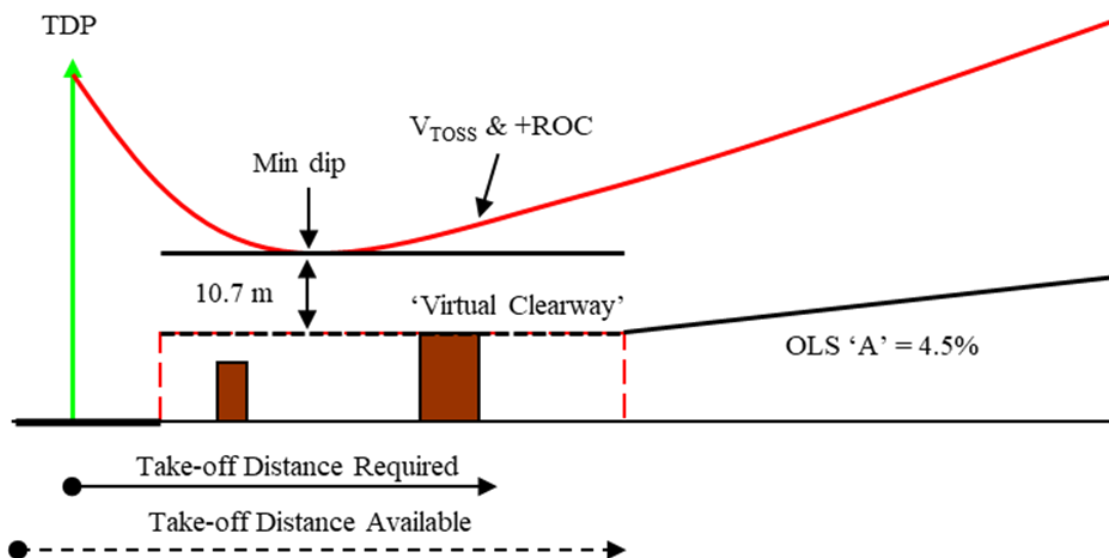 TDP
V_TOSS & +ROC
Min dip
10.7 m
‘Virtual Clearway’
OLS ‘A’ = 4.5%
Take-off Distance Required
Take-off Distance Available